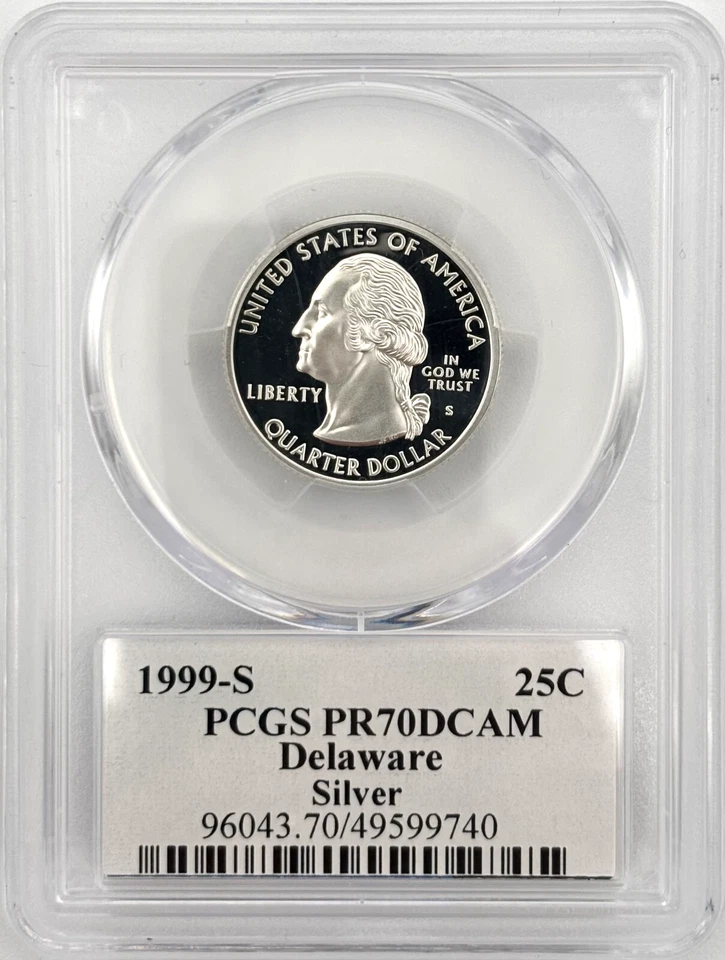 UNITED STATES OF AMERICA
IN
GOD WE
TRUST
LIBERTY
S
QUARTER DOLLAR
1999-S 25C
PCGS PR70DCAM
Delaware
Silver
96043.70/49599740